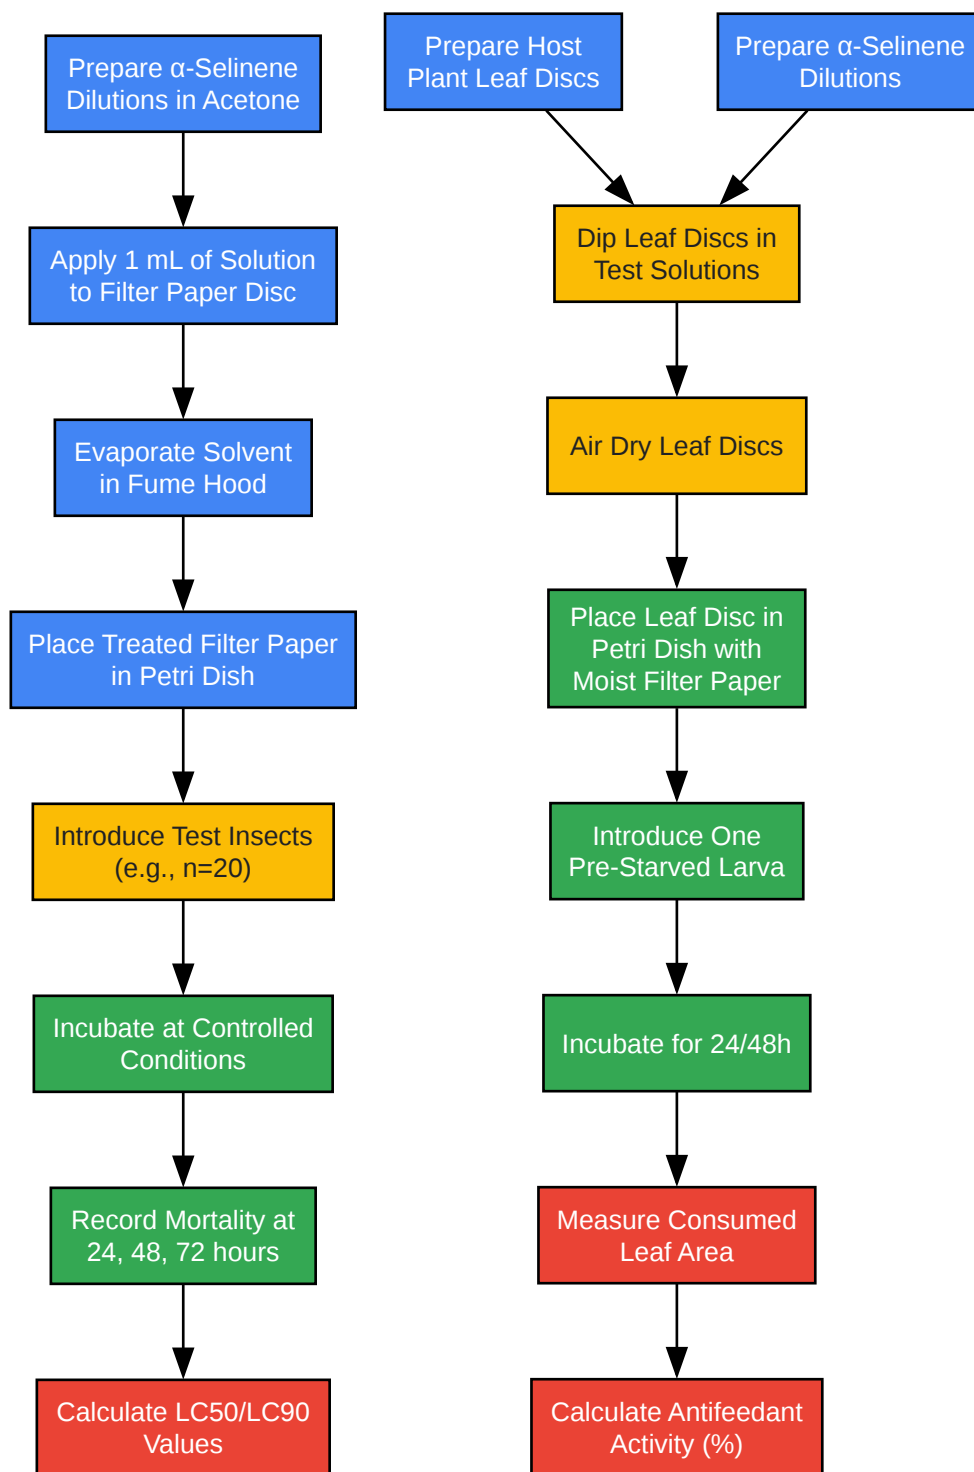 Prepare α-Selinene
Dilutions in Acetone
Apply 1 mL of Solution
to Filter Paper Disc
Evaporate Solvent
in Fume Hood
Place Treated Filter Paper
in Petri Dish
Introduce Test Insects
(e.g., n=20)
Incubate at Controlled
Conditions
Record Mortality at
24, 48, 72 hours
Calculate LC50/LC90
Values
Prepare Host
Plant Leaf Discs
Prepare α-Selinene
Dilutions
Dip Leaf Discs in
Test Solutions
Air Dry Leaf Discs
Place Leaf Disc in
Petri Dish with
Moist Filter Paper
Introduce One
Pre-Starved Larva
Incubate for 24/48h
Measure Consumed
Leaf Area
Calculate Antifeedant
Activity (%)